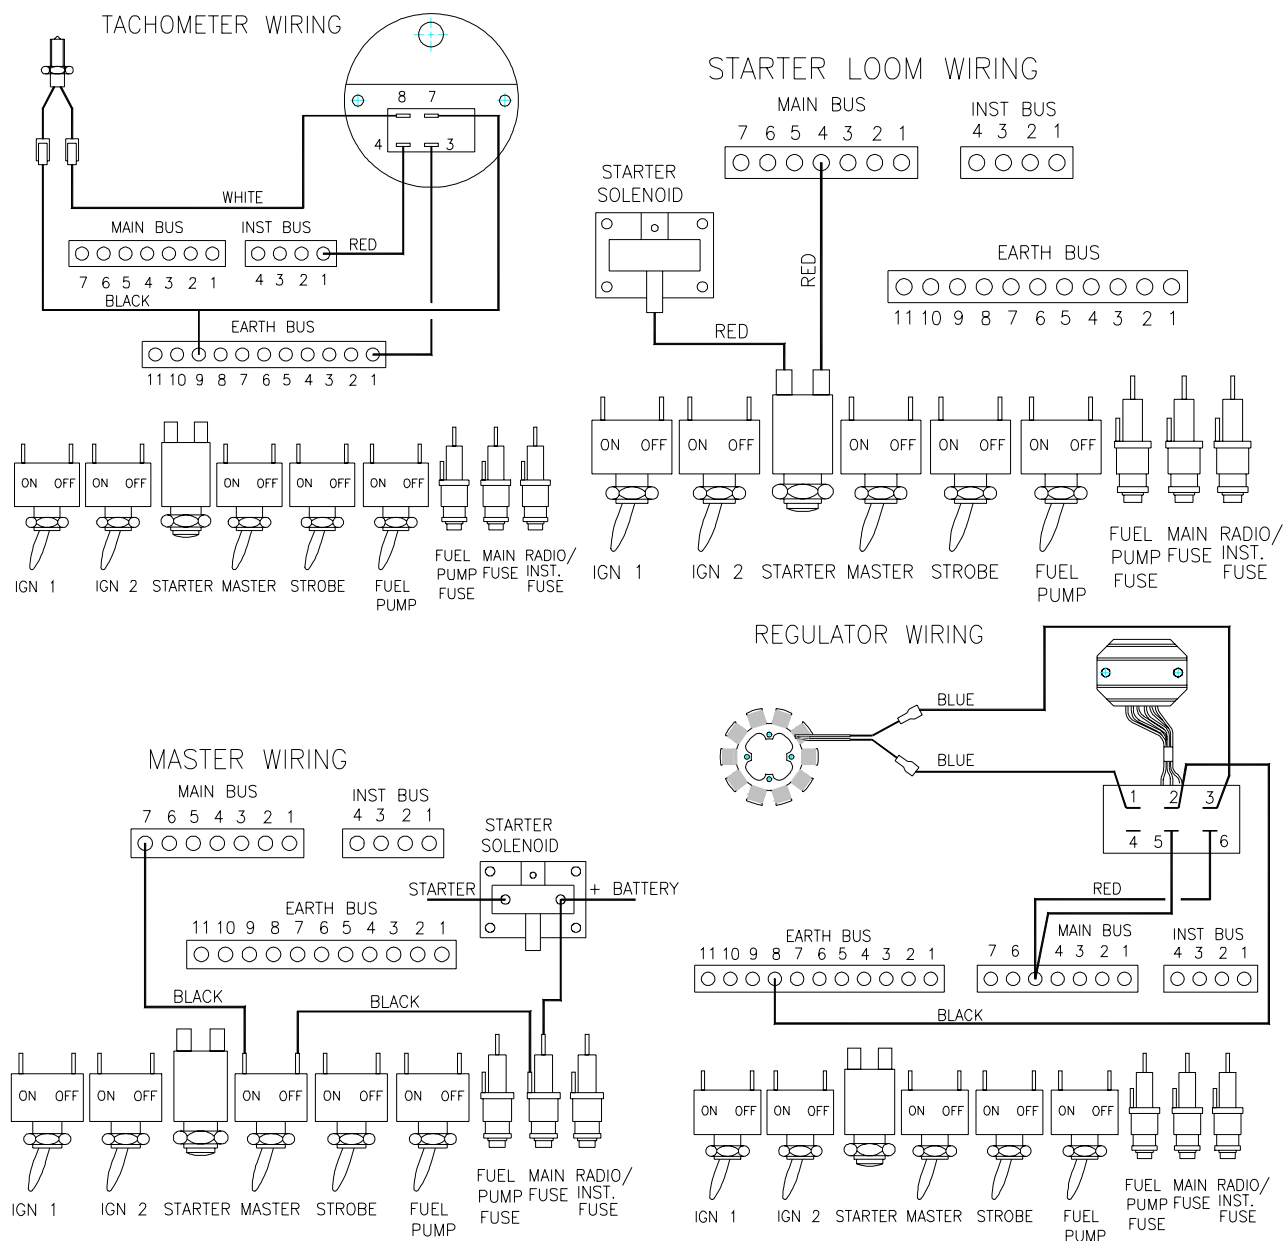 TACHOMETER WIRING
8 7
4 3
WHITE
MAIN BUS INST BUS
RED
7 6 5 4 3 2 1 4 3 2 1
BLACK
EARTH BUS
11 10 9 8 7 6 5 4 3 2 1
ON OFF ON OFF ON OFF ON OFF ON OFF
IGN 1 IGN 2 STARTER MASTER STROBE FUEL
PUMP
FUEL
PUMP
FUSE
MAIN
FUSE
RADIO/
INST.
FUSE
STARTER LOOM WIRING
MAIN BUS INST BUS
7 6 5 4 3 2 1 4 3 2 1
STARTER
SOLENOID
RED
RED
EARTH BUS
11 10 9 8 7 6 5 4 3 2 1
ON OFF ON OFF ON OFF ON OFF ON OFF
IGN 1 IGN 2 STARTER MASTER STROBE FUEL
PUMP
FUEL
PUMP
FUSE
MAIN
FUSE
RADIO/
INST.
FUSE
MASTER WIRING
MAIN BUS INST BUS
7 6 5 4 3 2 1 4 3 2 1
STARTER
SOLENOID
STARTER + BATTERY
EARTH BUS
11 10 9 8 7 6 5 4 3 2 1
BLACK BLACK
ON OFF ON OFF ON OFF ON OFF ON OFF
IGN 1 IGN 2 STARTER MASTER STROBE FUEL
PUMP
FUEL
PUMP
FUSE
MAIN
FUSE
RADIO/
INST.
FUSE
REGULATOR WIRING
BLUE
BLUE
1 2 3
4 5 6
RED
EARTH BUS MAIN BUS INST BUS
11 10 9 8 7 6 5 4 3 2 1 7 6 4 3 2 1 4 3 2 1
BLACK
ON OFF ON OFF ON OFF ON OFF ON OFF
IGN 1 IGN 2 STARTER MASTER STROBE FUEL
PUMP
FUEL
PUMP
FUSE
MAIN
FUSE
RADIO/
INST.
FUSE